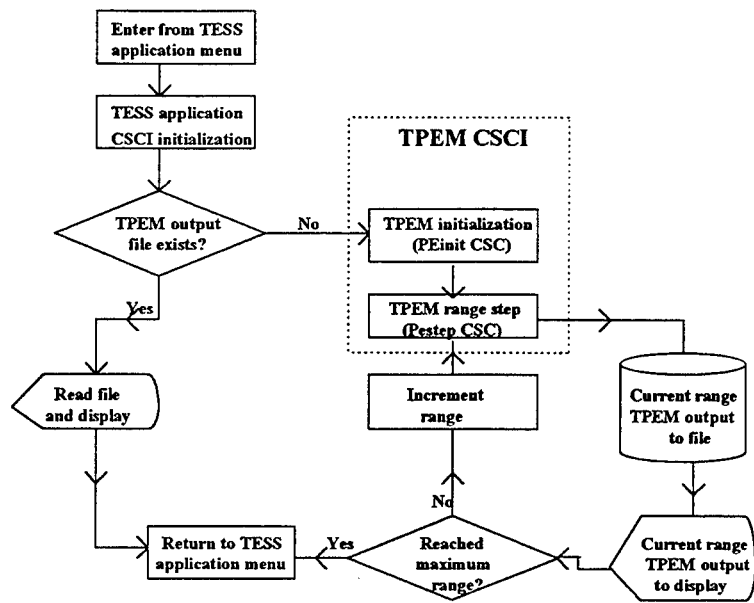 Enter from TESS
application menu
TESS application
CSCI initialization
TPEM CSCI
TPEM output
file exists?
No
TPEM initialization
(PEinit CSC)
Yes
TPEM range step
(Pestep CSC)
Read file
and display
Increment
range
Current range
TPEM output
to file
No
Return to TESS
application menu
Yes
Reached
maximum
range?
Current range
TPEM output
to display